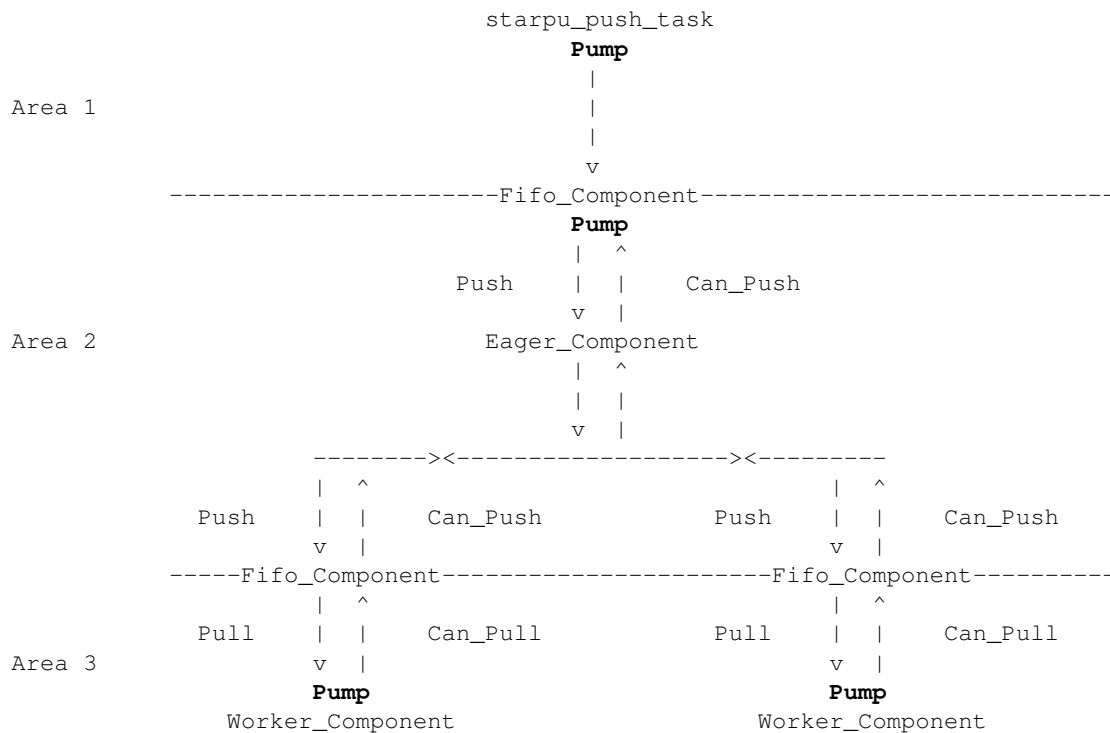 starpu_push_task
Pump
|
Area 1 |
|
v
-----------------------Fifo_Component-----------------------------
Pump
| ^
Push | | Can_Push
v |
Area 2 Eager_Component
| ^
| |
v |
--------><-------------------><---------
| ^ | ^
Push | | Can_Push Push | | Can_Push
v | v |
-----Fifo_Component-----------------------Fifo_Component----------
| ^ | ^
Pull | | Can_Pull Pull | | Can_Pull
Area 3 v | v |
Pump Pump
Worker_Component Worker_Component